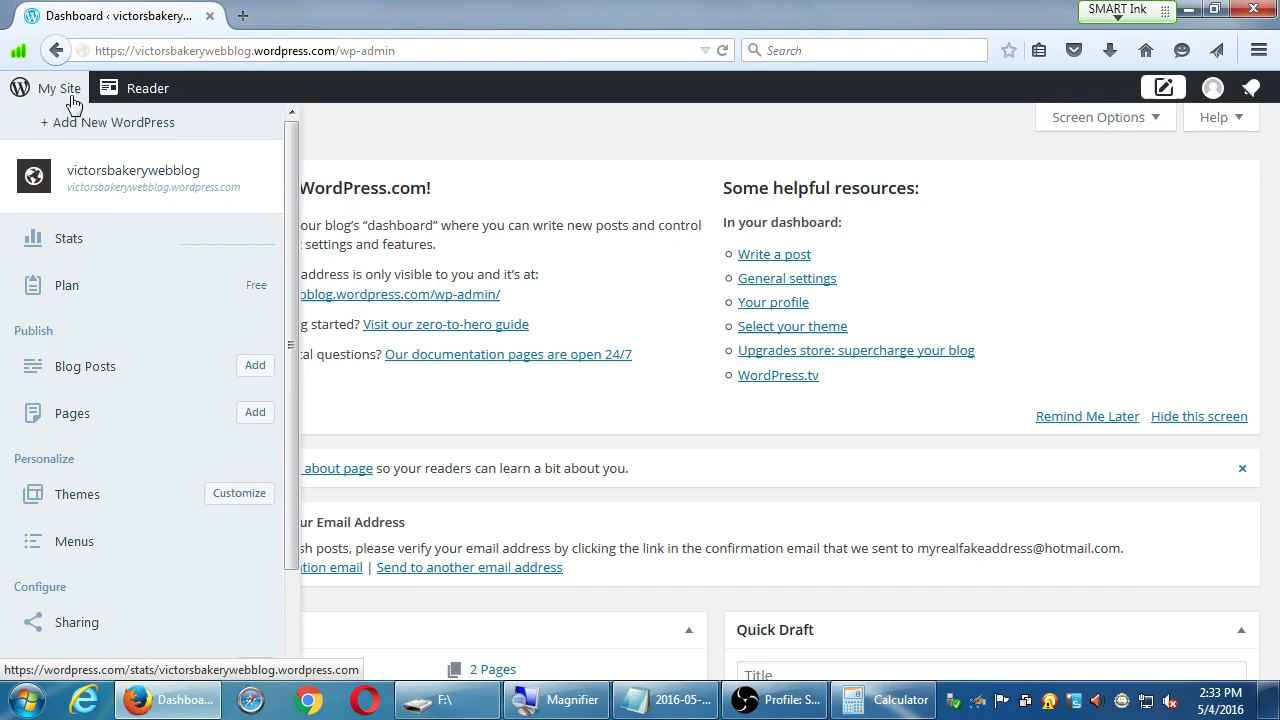 Dashboard ‹ victorsbakeryw...
SMART Ink
https://victorsbakerywebblog.wordpress.com/wp-admin
Search
My Site
Reader
+ Add New WordPress
Screen Options
Help
victorsbakerywebblog
victorsbakerywebblog.wordpress.com
WordPress.com!
Some helpful resources:
our blog's “dashboard” where you can write new posts and control
settings and features.
In your dashboard:
Stats
Write a post
address is only visible to you and it's at:
General settings
Plan
Free
blog.wordpress.com/wp-admin/
Your profile
started? Visit our zero-to-hero guide
Select your theme
Publish
questions? Our documentation pages are open 24/7
Upgrades store: supercharge your blog
Blog Posts
Add
WordPress.tv
Pages
Add
Remind Me Later
Hide this screen
Personalize
about page so your readers can learn a bit about you.
Themes
Customize
Email Address
Menus
posts, please verify your email address by clicking the link in the confirmation email that we sent to myrealfakeaddress@hotmail.com.
email | Send to another email address
Configure
Sharing
Quick Draft
https://wordpress.com/stats/victorsbakerywebblog.wordpress.com
2 Pages
Title
Dashboa...
F:\
Magnifier
2016-05-...
Profile: S...
Calculator
2:33 PM
5/4/2016